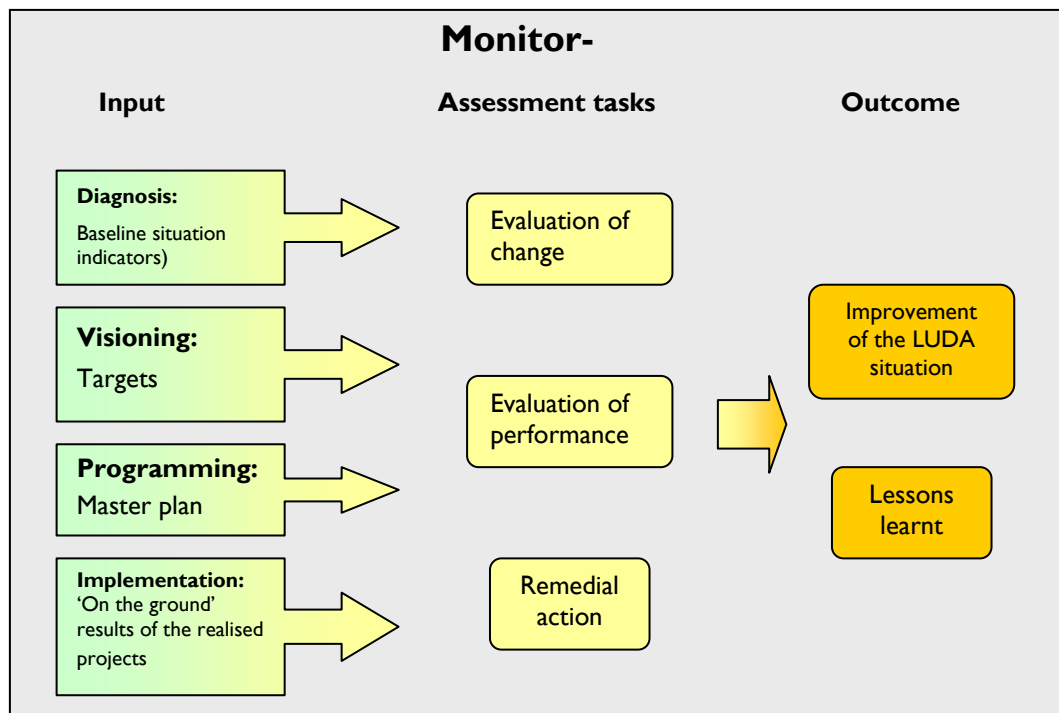 Monitor-
Input
Assessment tasks
Outcome
Diagnosis:
Baseline situation
indicators)
Visioning:
Targets
Programming:
Master plan
Implementation:
‘On the ground’
results of the realised
projects
Evaluation of
change
Evaluation of
performance
Remedial
action
Improvement
of the LUDA
situation
Lessons
learnt